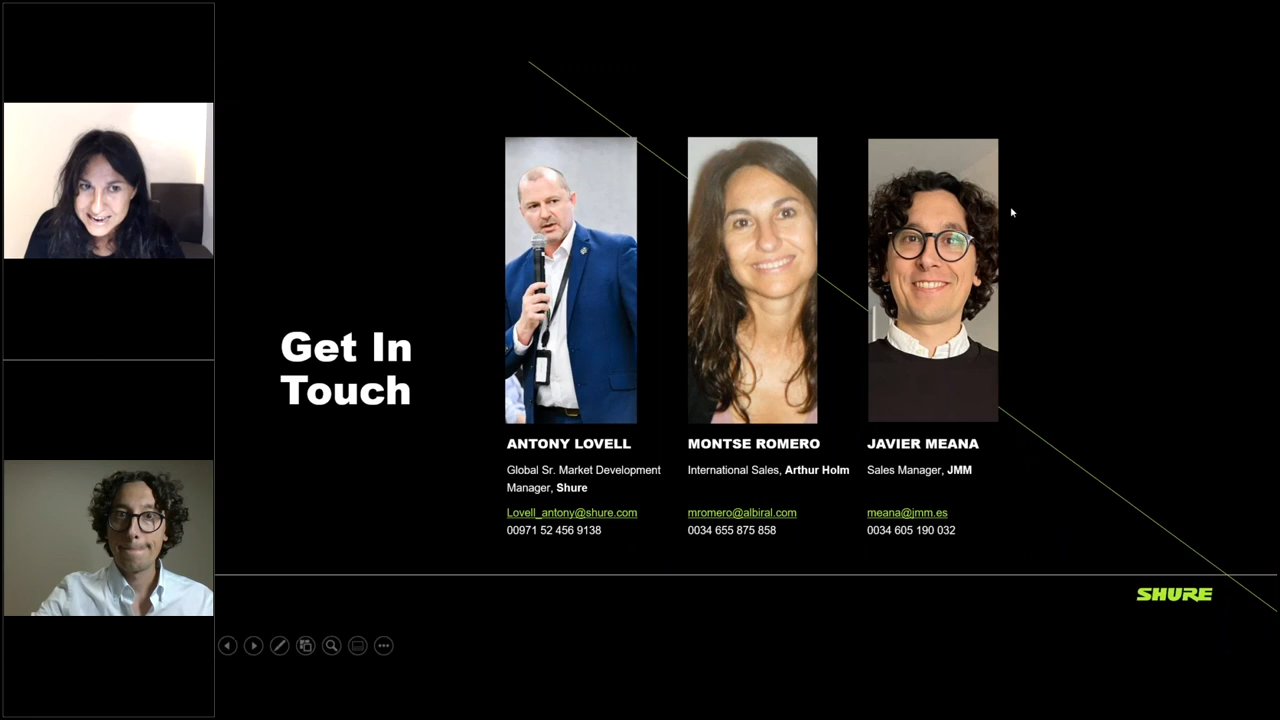 Get In
Touch
ANTONY LOVELL
Global Sr. Market Development
Manager, Shure
Lovell_antony@shure.com
00971 52 456 9138
MONTSE ROMERO
International Sales, Arthur Holm
mromero@albiral.com
0034 655 875 858
JAVIER MEANA
Sales Manager, JMM
meana@jmm.es
0034 605 190 032
SHURE